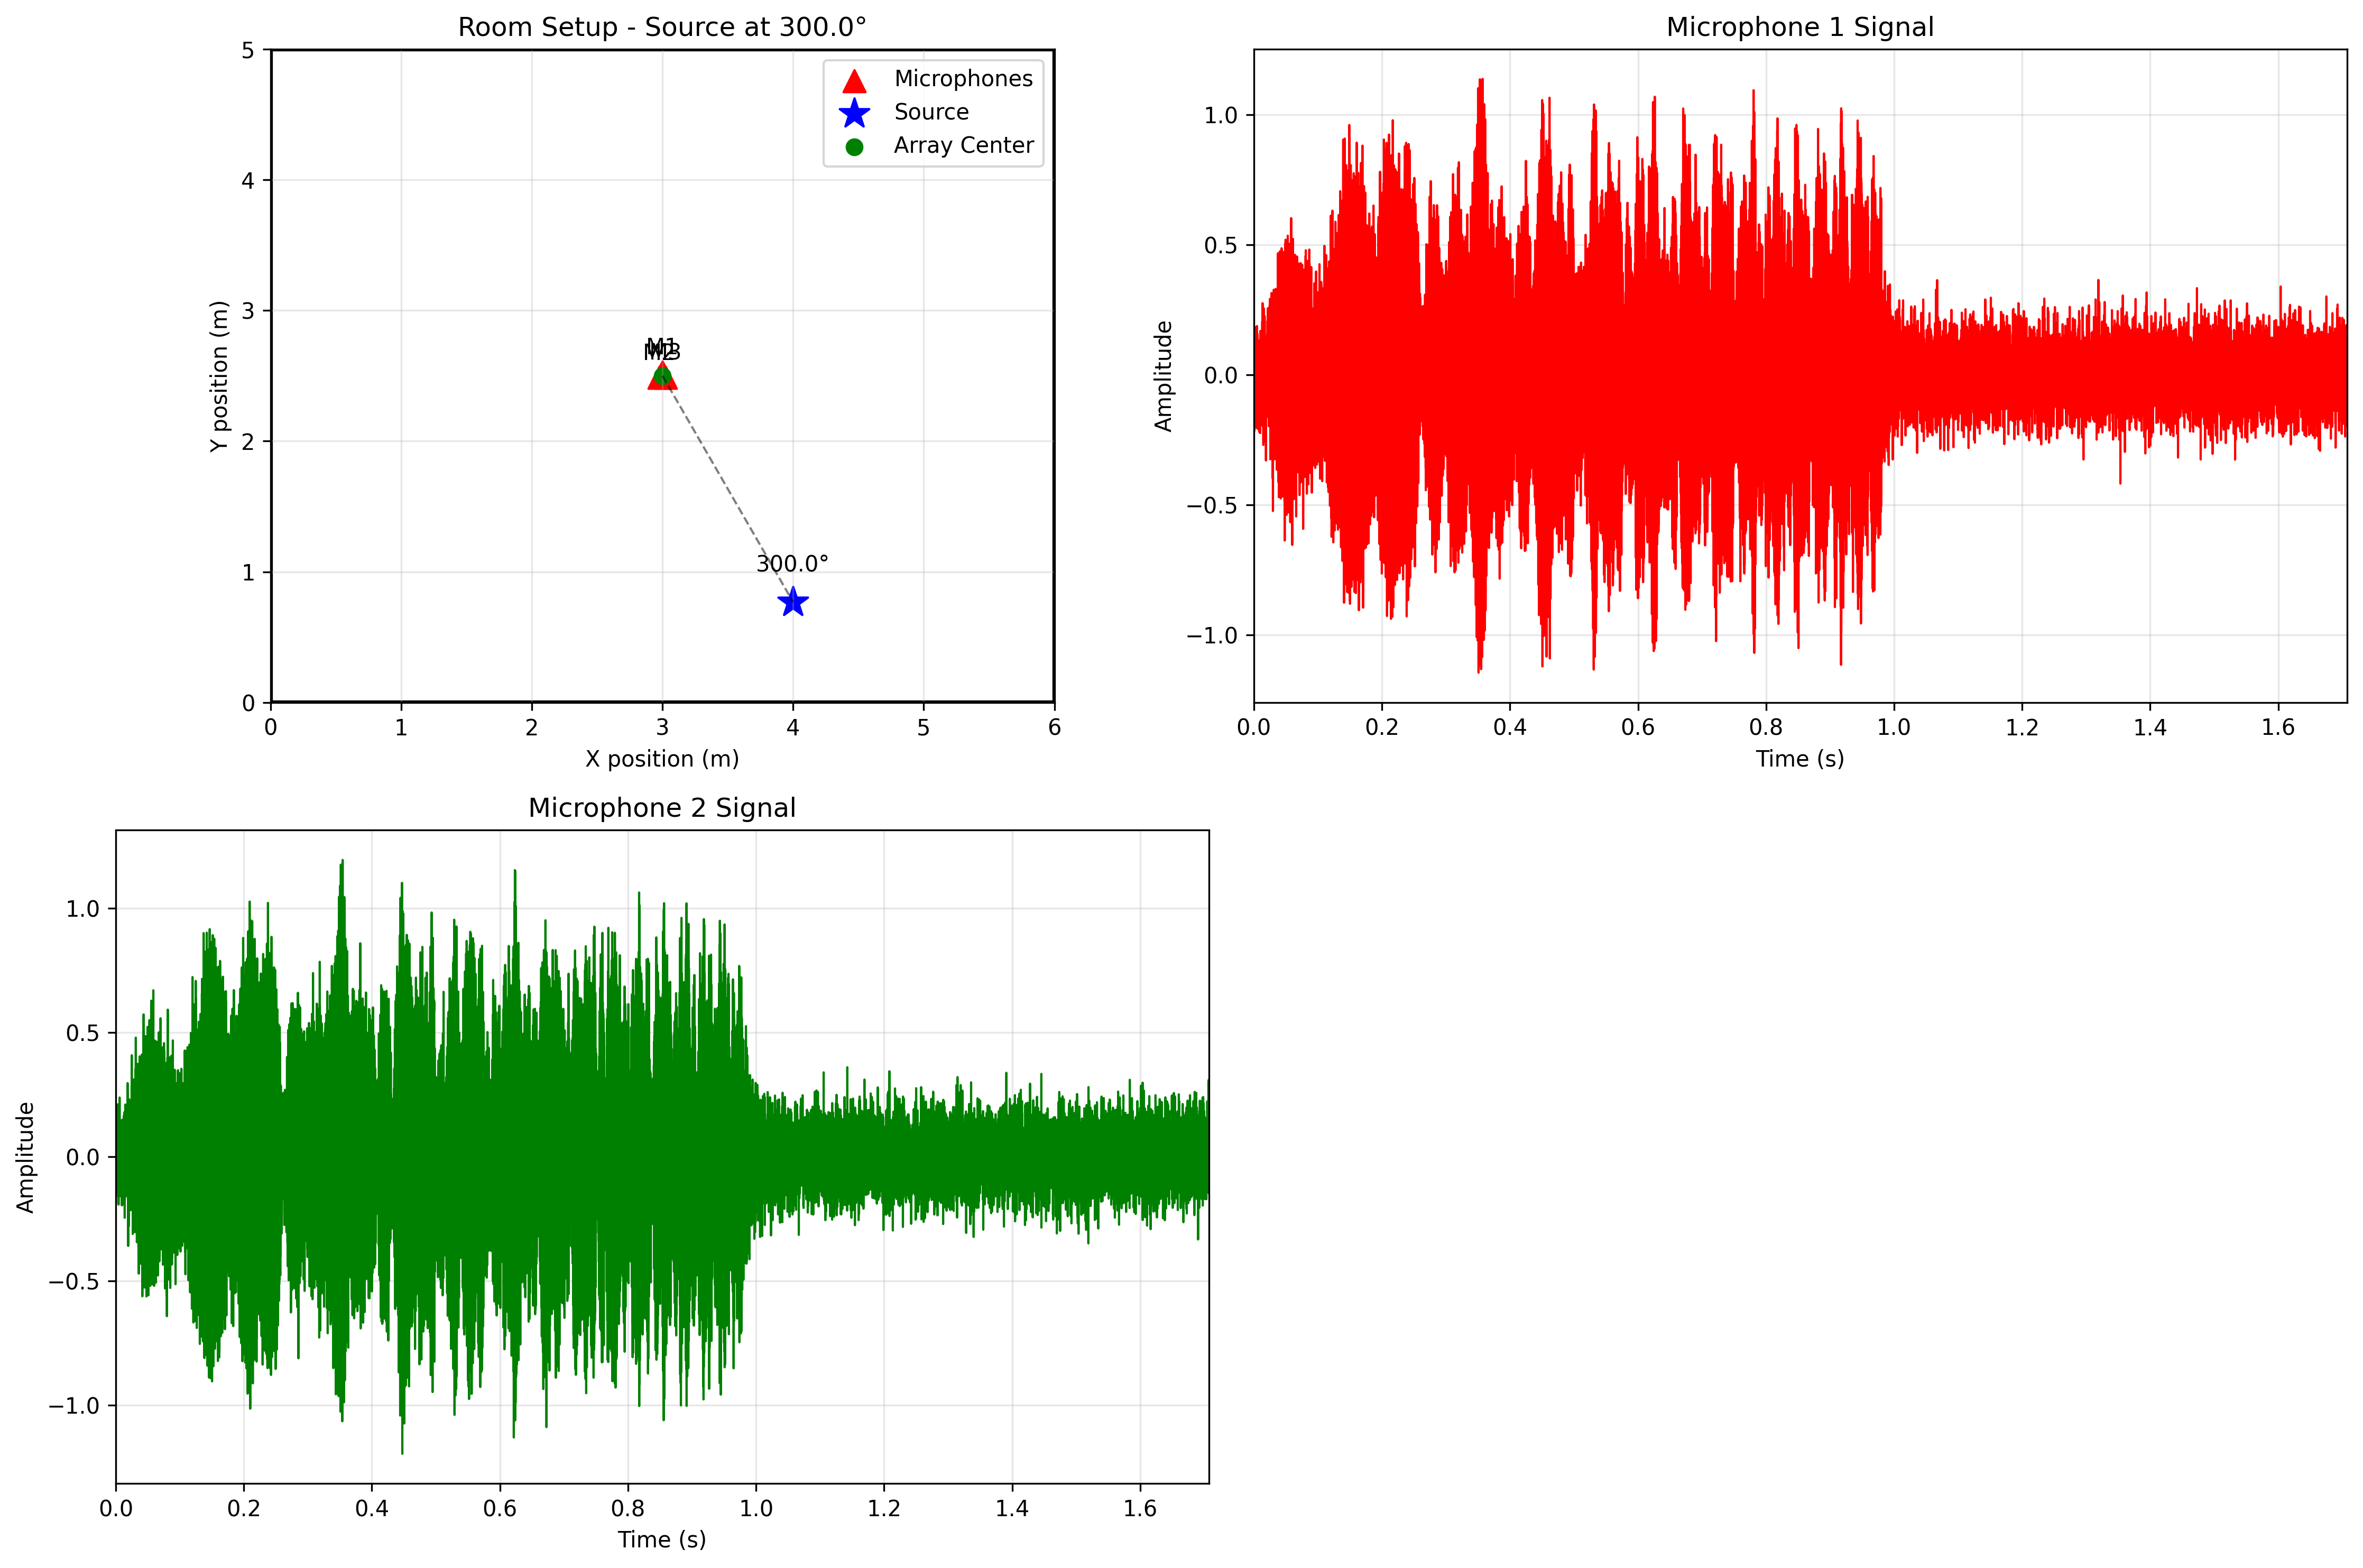 Room Setup - Source at 300.0°
5
4
3
2
1
0
Y position (m)
Microphones
Source
Array Center
M1
300.0°
0 1 2 3 4 5 6
X position (m)
Microphone 1 Signal
1.0
0.5
0.0
−0.5
−1.0
Amplitude
0.0 0.2 0.4 0.6 0.8 1.0 1.2 1.4 1.6
Time (s)
Microphone 2 Signal
1.0
0.5
0.0
−0.5
−1.0
Amplitude
0.0 0.2 0.4 0.6 0.8 1.0 1.2 1.4 1.6
Time (s)